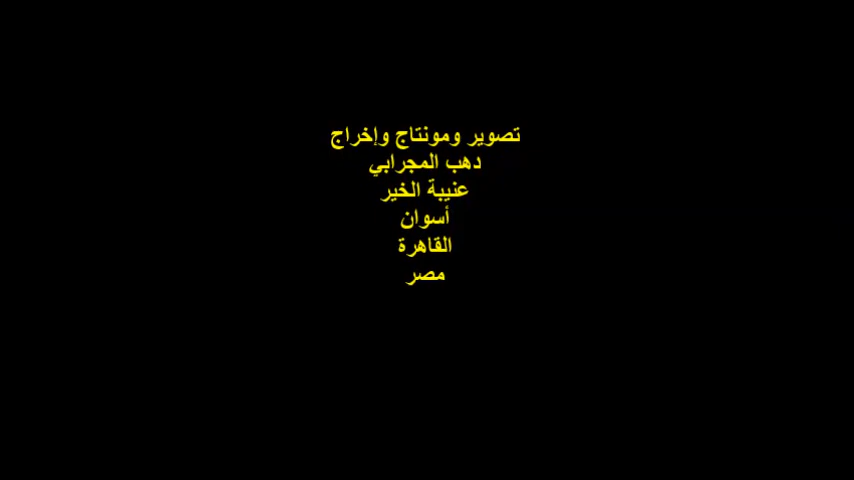 تصوير ومونتاج وإخراج
دهب المجرابي
عنيبة الخير
أسوان
القاهرة
مصر